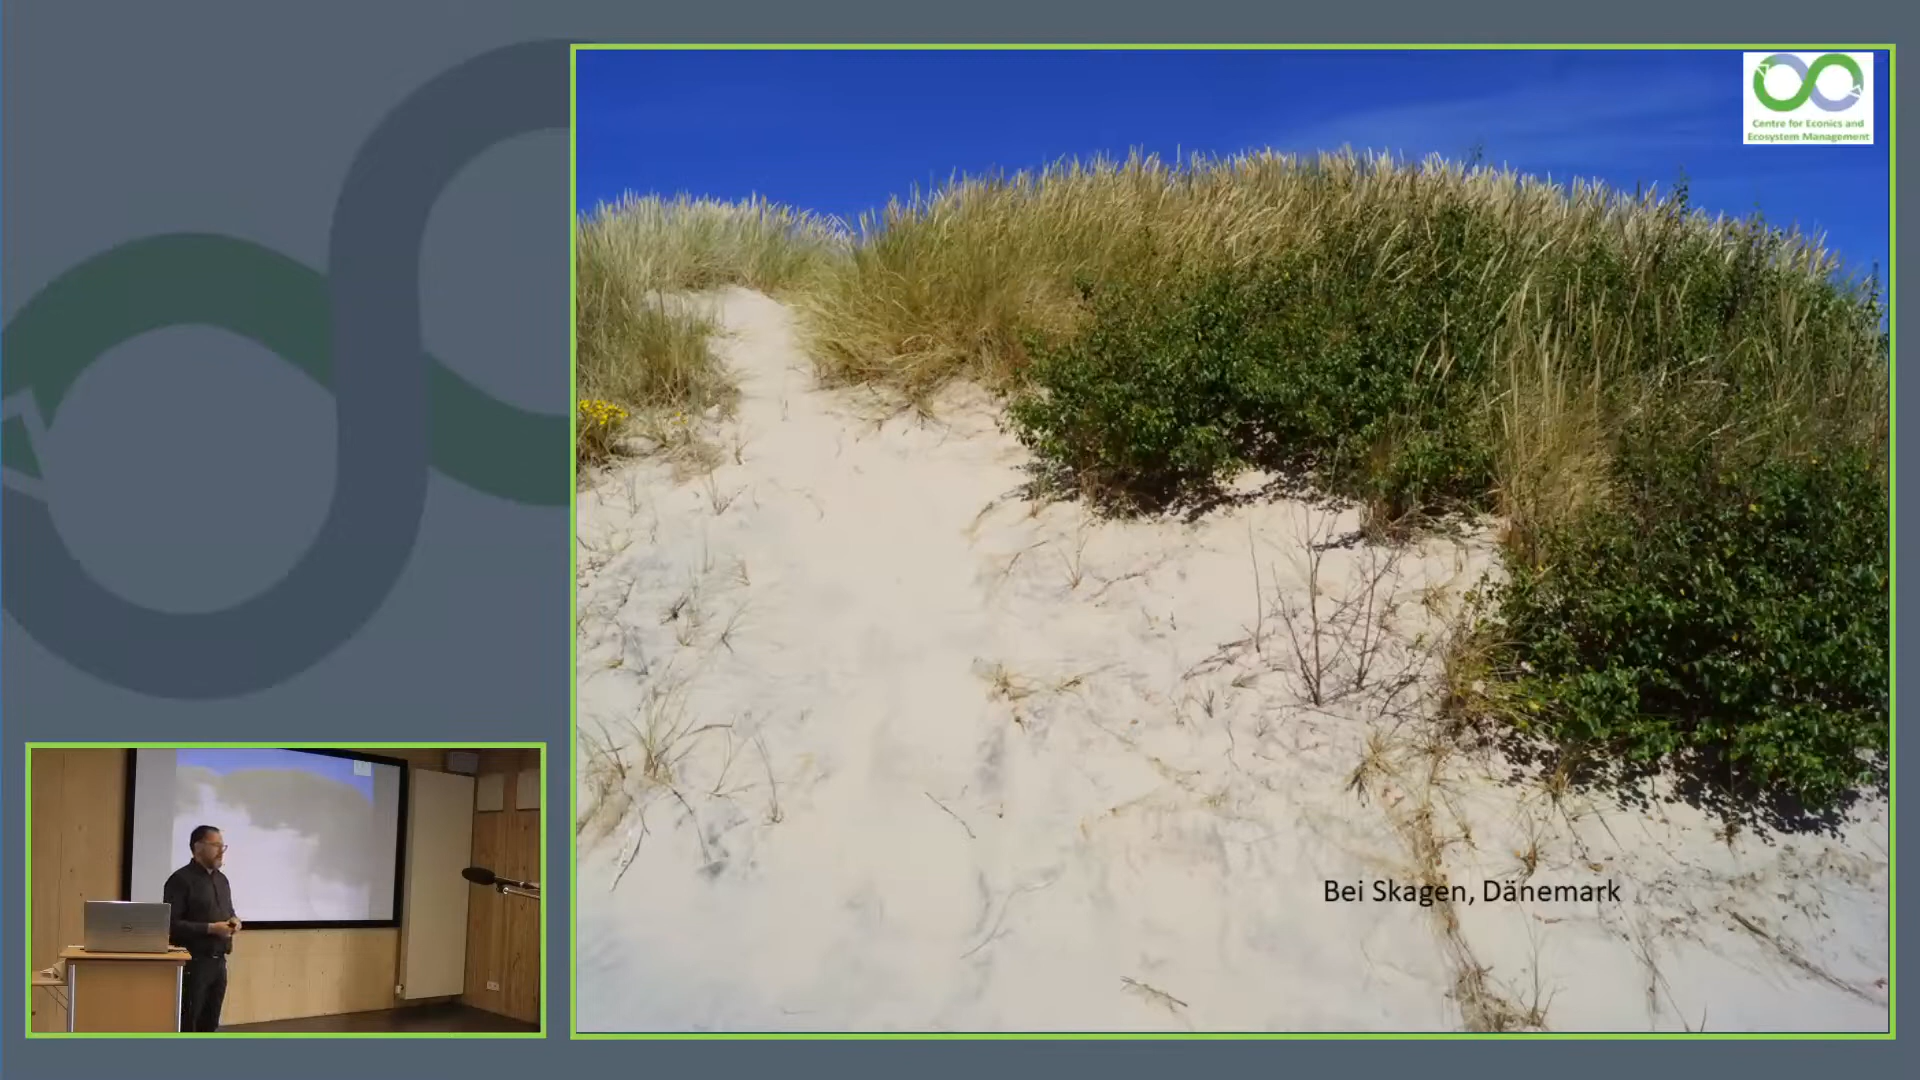 Centre for Econics and
Ecosystem Management
Bei Skagen, Dänemark